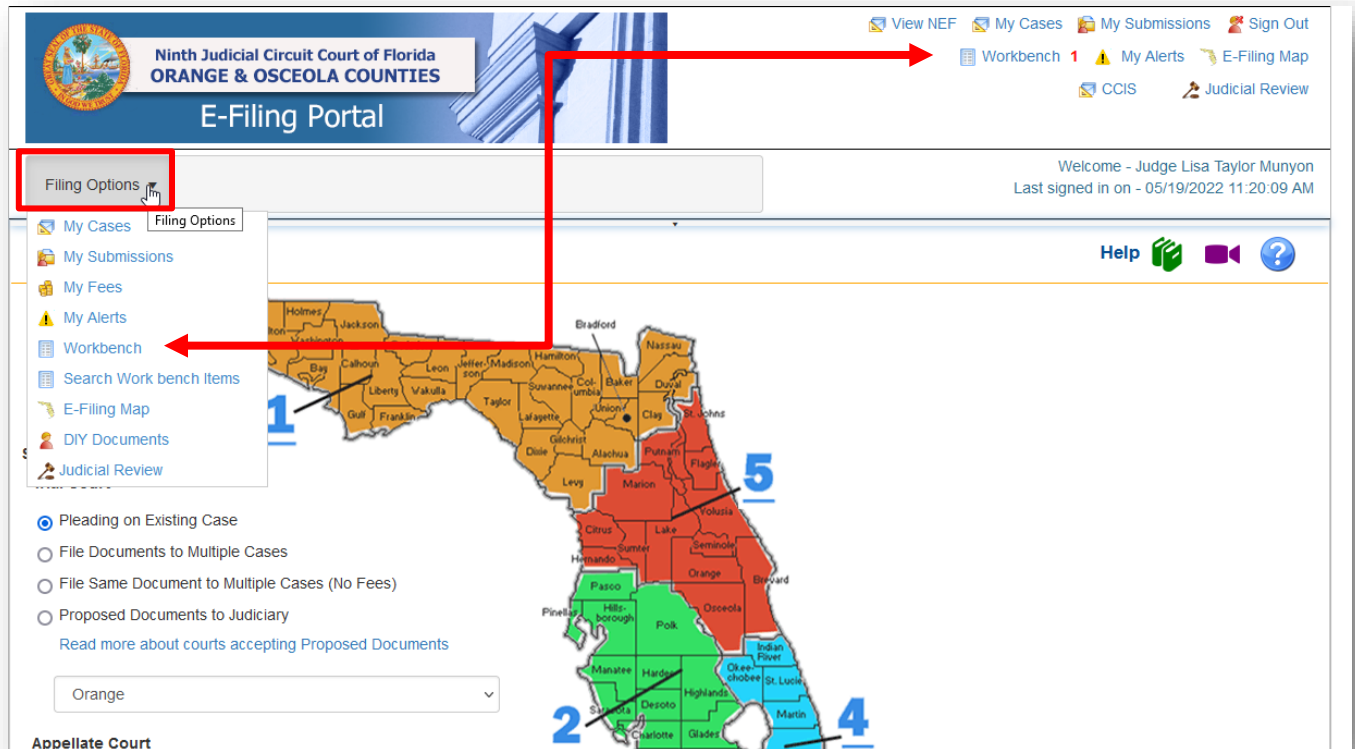 View NEF My Cases My Submissions Sign Out
Ninth Judicial Circuit Court of Florida
ORANGE & OSCEOLA COUNTIES
E-Filing Portal
Workbench 1 My Alerts E-Filing Map
CCIS Judicial Review
Welcome - Judge Lisa Taylor Munyon
Last signed in on - 05/19/2022 11:20:09 AM
Filing Options
Filing Options
My Cases
My Submissions
My Fees
My Alerts
Workbench
Search Work bench Items
E-Filing Map
DIY Documents
Judicial Review
Help
Pleading on Existing Case
File Documents to Multiple Cases
File Same Document to Multiple Cases (No Fees)
Proposed Documents to Judiciary
Read more about courts accepting Proposed Documents
Orange
Appellate Court
Holmes
Jackson
Bradford
Nassau
Bay
Calhoun
Leon
Jeffer-
son
Madison
Hamilton
Col-
umbia
Baker
Duval
Suwannee
Liberty
Wakulla
Taylor
Lafayette
Union
Clay
St. Johns
Gulf
Franklin
1
Gilchrist
Dixie
Alachua
Putnam
Flagler
5
Levy
Marion
Volusia
Citrus
Lake
Sumter
Seminole
Hernando
Orange
Brevard
Pasco
Pinellas
Hills-
borough
Polk
Osceola
Indian
River
Manatee
Hardee
Okee-
chobee
St. Lucie
Highlands
Sarasota
Desoto
Martin
2
4
Charlotte
Glades